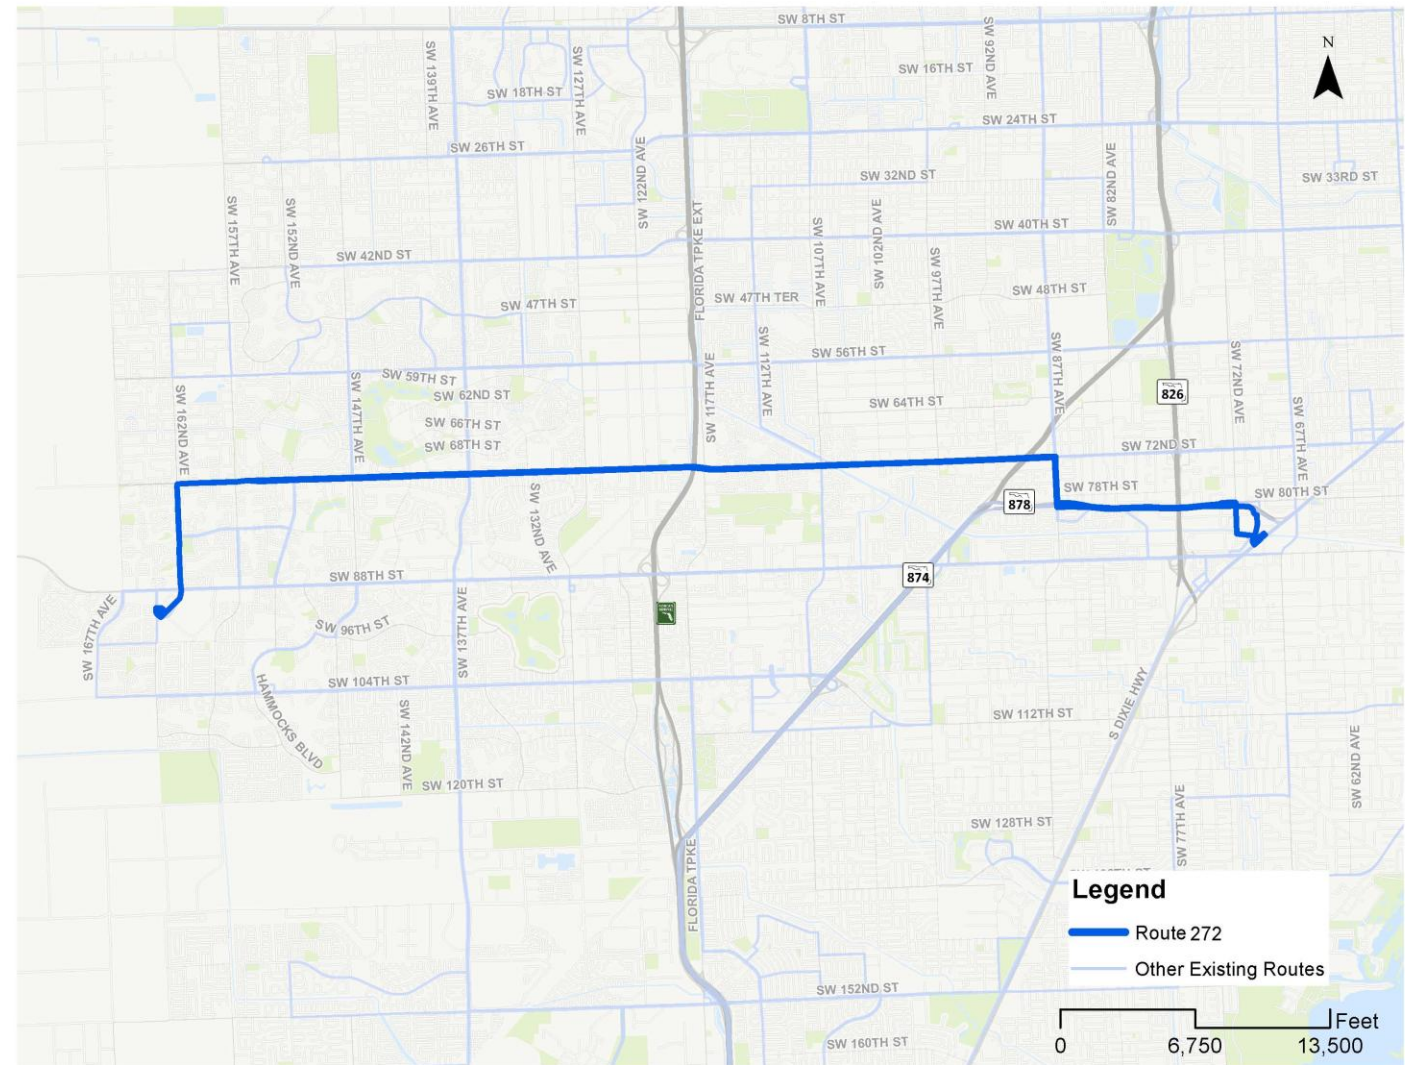 SW 8TH ST
N
SW 139TH AVE
SW 127TH AVE
SW 92ND AVE
SW 16TH ST
SW 18TH ST
SW 24TH ST
SW 26TH ST
SW 122ND AVE
SW 82ND AVE
SW 32ND ST
SW 33RD ST
SW 157TH AVE
SW 152ND AVE
FLORIDA TPKE EXT
SW 107TH AVE
SW 102ND AVE
SW 40TH ST
SW 42ND ST
SW 97TH AVE
SW 47TH ST
SW 47TH TER
SW 48TH ST
SW 112TH AVE
SW 56TH ST
SW 87TH AVE
SW 72ND AVE
SW 162ND AVE
SW 147TH AVE
SW 59TH ST
SW 62ND ST
SW 117TH AVE
SW 64TH ST
826
SW 67TH AVE
SW 66TH ST
SW 68TH ST
SW 72ND ST
SW 132ND AVE
SW 78TH ST
SW 80TH ST
878
SW 88TH ST
874
SW 167TH AVE
SW 137TH AVE
SW 96TH ST
SW 104TH ST
HAMMOCKS BLVD
SW 142ND AVE
S DIXIE HWY
SW 112TH ST
SW 62ND AVE
SW 120TH ST
SW 77TH AVE
SW 128TH ST
FLORIDA TPKE
Legend
Route 272
Other Existing Routes
SW 152ND ST
SW 160TH ST
Feet
0 6,750 13,500